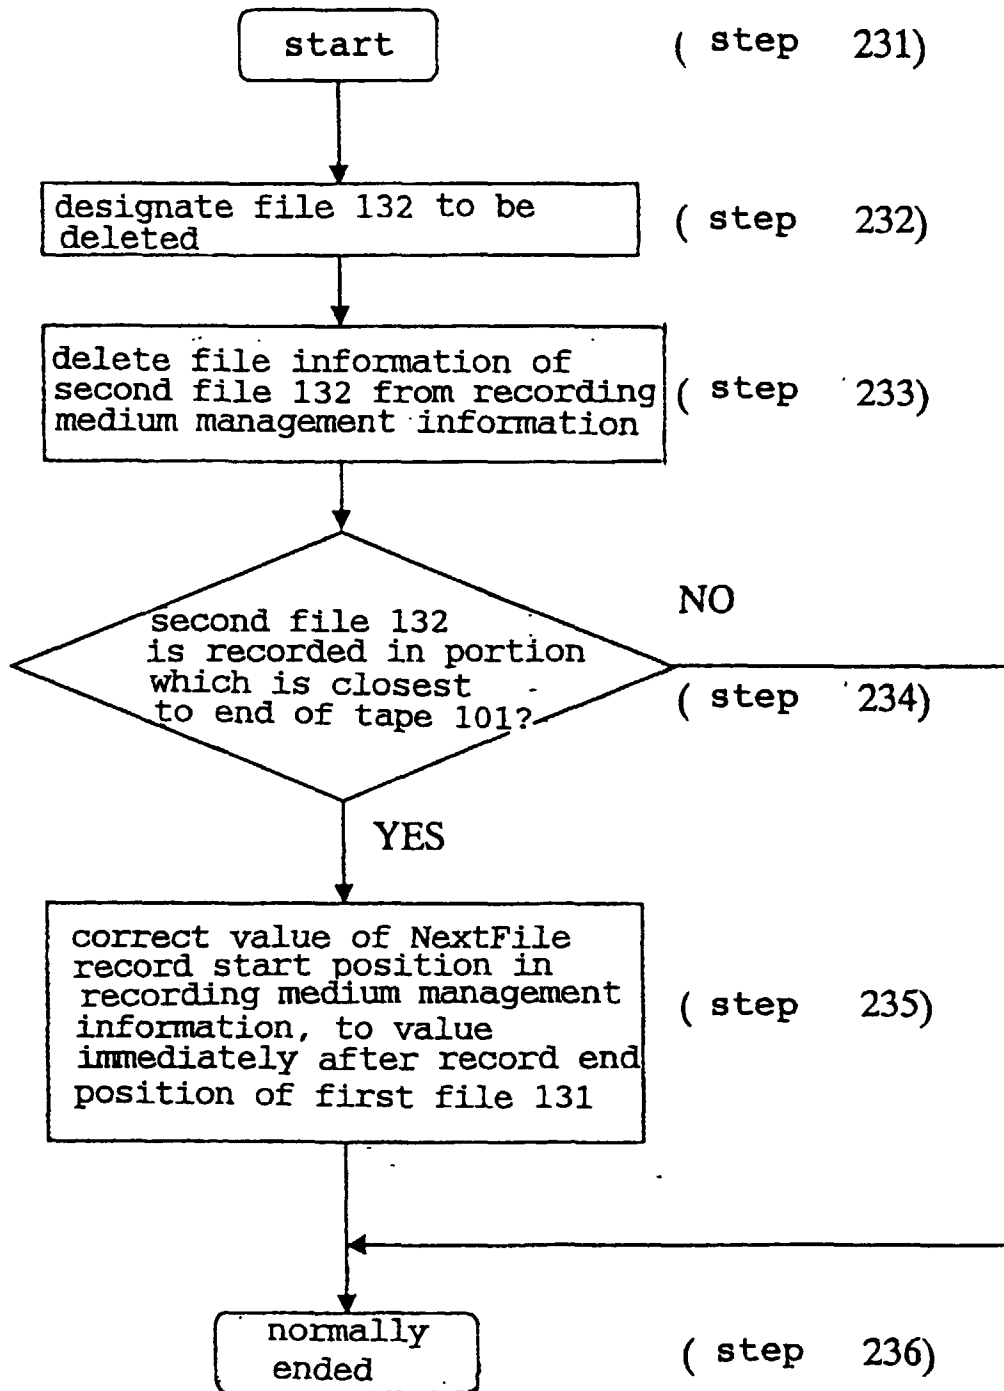 start
( step 231)
designate file 132 to be
deleted
( step 232)
delete file information of
second file 132 from recording
medium management information
( step 233)
NO
second file 132
is recorded in portion
which is closest
to end of tape 101?
( step 234)
YES
correct value of NextFile
record start position in
recording medium management
information, to value
immediately after record end
position of first file 131
( step 235)
normally
ended
( step 236)